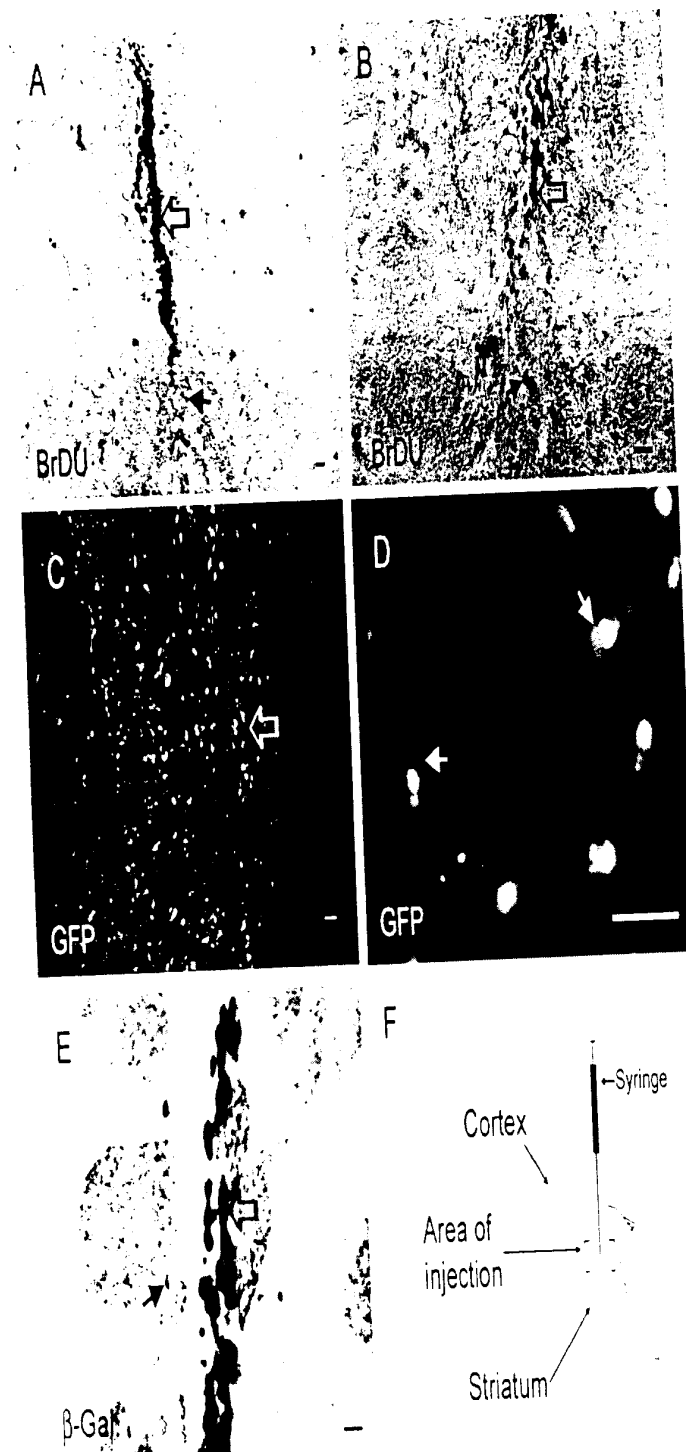 A
BrDU
B
BrDU
C
GFP
D
GFP
E
β-Gal
F
←Syringe
Cortex
Area of
injection
Striatum